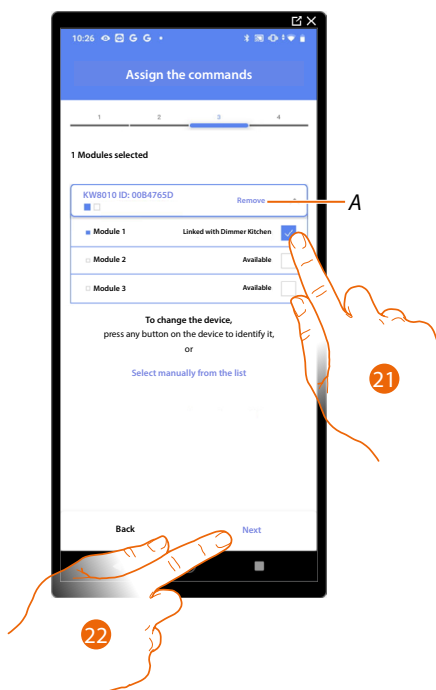 10:26 G G •
Assign the commands
1 2 3 4
1 Modules selected
KW8010 ID: 00B4765D Remove A
Module 1 Linked with Dimmer Kitchen
Module 2 Available
Module 3 Available
To change the device,
press any button on the device to identify it,
or
Select manually from the list
21
Back Next
22